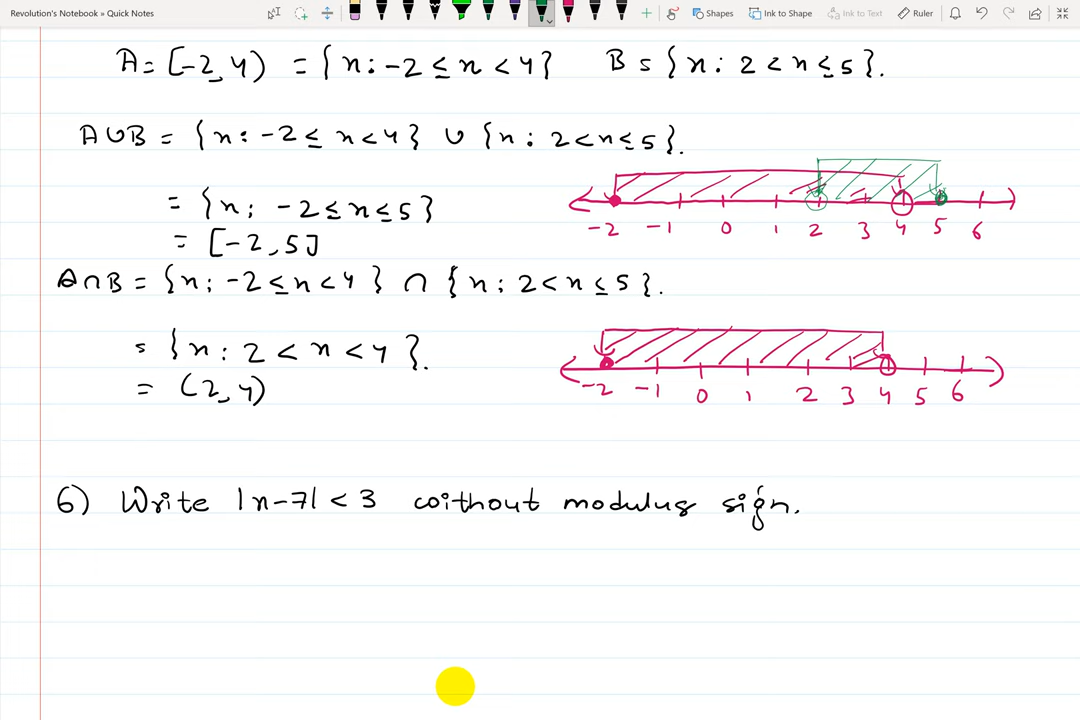 Revolution's Notebook » Quick Notes
Shapes Ink to Shape Ink to Text Ruler
A = [-2, 4) = {x: -2 ≤ x < 4} B = {x: 2 < x ≤ 5}.
A∪B = {x: -2 ≤ x < 4} ∪ {x: 2 < x ≤ 5}.
= {x: -2 ≤ x ≤ 5}
-2 -1 0 1 2 3 4 5 6
= [-2, 5]
A∩B = {x: -2 ≤ x < 4} ∩ {x: 2 < x ≤ 5}.
= {x: 2 < x < 4}.
= (2, 4)
-2 -1 0 1 2 3 4 5 6
6) Write |x-7| < 3 without modulus sign.